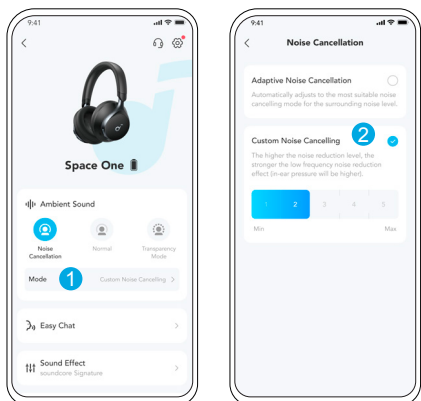 9:41
Space One
Ambient Sound
Noise
Cancellation
Normal
Transparency
Mode
Mode
1
Custom Noise Cancelling
Easy Chat
Sound Effect
soundcore Signature
9:41
Noise Cancellation
Adaptive Noise Cancellation
Automatically adjusts to the most suitable noise
cancelling mode for the surrounding noise level.
Custom Noise Cancelling
2
The higher the noise reduction level, the
stronger the low frequency noise reduction
effect (in-ear pressure will be higher).
1 2 3 4 5
Min Max